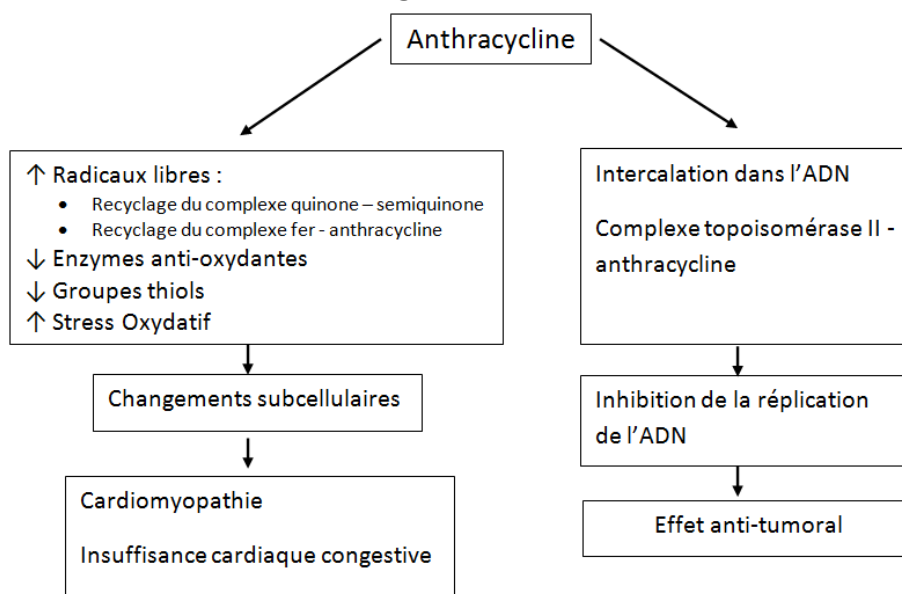 Anthracycline
↑ Radicaux libres :
• Recyclage du complexe quinone – semiquinone
• Recyclage du complexe fer - anthracycline
↓ Enzymes anti-oxydantes
↓ Groupes thiols
↑ Stress Oxydatif
Changements subcellulaires
Cardiomyopathie
Insuffisance cardiaque congestive
Intercalation dans l'ADN
Complexe topoisomérase II -
anthracycline
Inhibition de la réplication
de l'ADN
Effet anti-tumoral